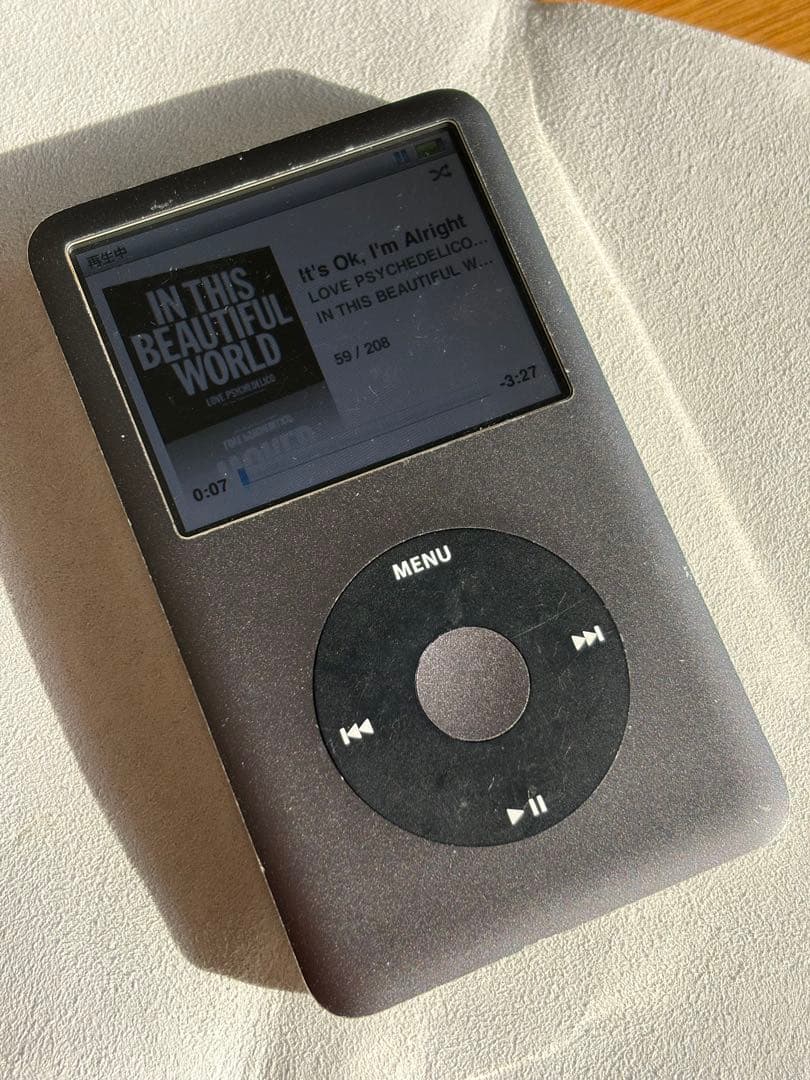 再生中
It's Ok, I'm Alright
LOVE PSYCHEDELICO...
IN THIS BEAUTIFUL W...
59 / 208
IN THIS
BEAUTIFUL
WORLD
LOVE PSYCHEDELICO
0:07
-3:27
MENU